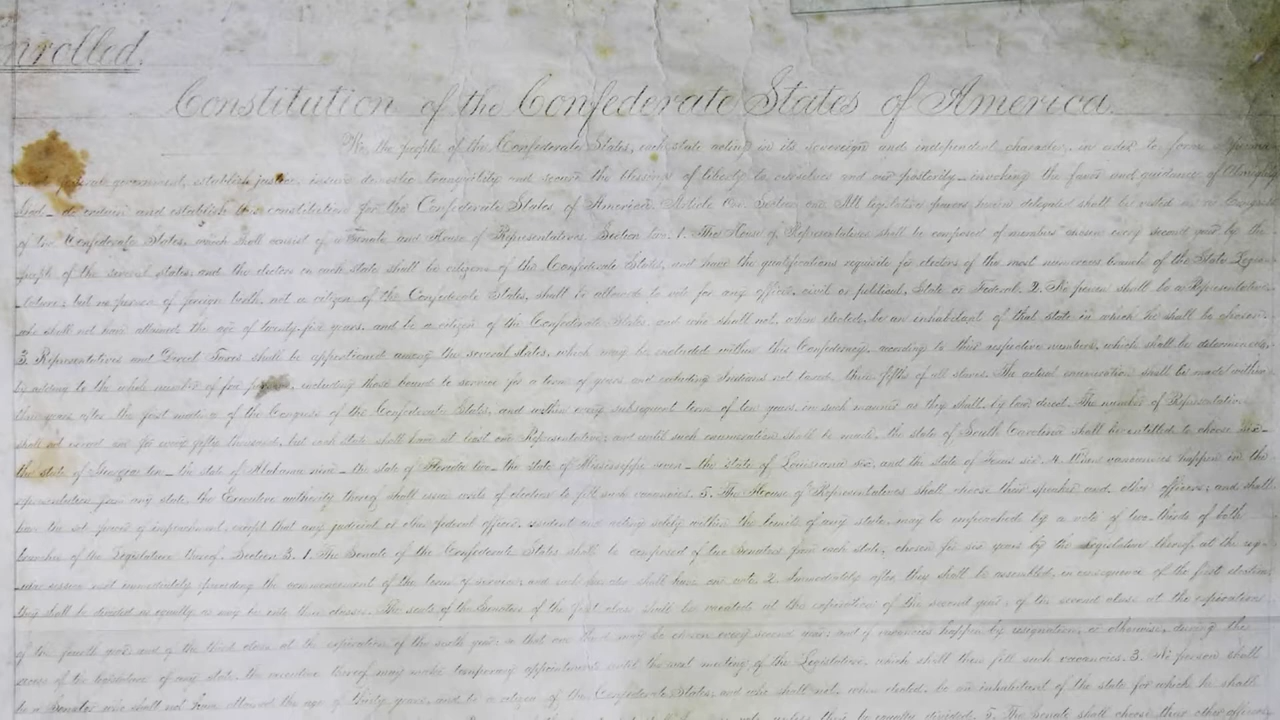 nrolled.
Constitution of the Confederate States of America.
We, the people of the Confederate States, each state acting in its sovereign and independent character, in order to form a
government, establish justice, insure domestic tranquility and secure the blessings of liberty to ourselves and our posterity – invoking the favor and guidance of Almighty
God – do ordain and establish this constitution for the Confederate States of America. Article One. Section one. All legislative powers herein delegated shall be vested in a Congress
of the Confederate States, which shall consist of a Senate and House of Representatives. Section two. 1. The House of Representatives shall be composed of members chosen every second year by the
people of the several states, and the electors in each state shall be citizens of the Confederate States, and have the qualifications requisite for electors of the most numerous branch of the State Legisla-
lature; but no person of foreign birth, not a citizen of the Confederate States, shall be allowed to vote for any officer, civil or political, State or Federal. 2. No person shall be a Representative,
who shall not have attained the age of twenty-five years, and be a citizen of the Confederate States, and who shall not, when elected, be an inhabitant of that state in which he shall be chosen.
3. Representatives and Direct Taxes shall be apportioned among the several states, which may be included within this Confederacy, according to their respective numbers, which shall be determined,
by adding to the whole number of free persons, including those bound to service for a term of years and excluding Indians not taxed, three fifths of all slaves. The actual enumeration shall be made within
three years after the first meeting of the Congress of the Confederate States, and within every subsequent term of ten years, in such manner as they shall, by law, direct. The number of Representatives
shall not exceed one for every fifty thousand, but each State shall have at least one Representative; and until such enumeration shall be made, the state of South Carolina shall be entitled to choose six –
the state of Georgia ten – the state of Alabama nine – the state of Florida two – the state of Mississippi seven – the state of Louisiana six, and the state of Texas six. 4. When vacancies happen in the
representation from any state, the Executive authority thereof shall issue writs of election to fill such vacancies. 5. The House of Representatives shall choose their speaker and other officers; and shall
have the sole power of impeachment, except that any judicial or other federal officer, resident and acting solely within the limits of any state, may be impeached by a vote of two-thirds of both
branches of the Legislature thereof. Section 3. 1. The Senate of the Confederate States shall be composed of two Senators from each state, chosen for six years by the Legislature thereof, at the reg-
ular session next immediately preceding the commencement of the term of service; and each Senator shall have one vote. 2. Immediately after they shall be assembled, in consequence of the first election,
they shall be divided as equally as may be into three classes. The seats of the Senators of the first class shall be vacated at the expiration of the second year; of the second class at the expiration
of the fourth year; and of the third class at the expiration of the sixth year; so that one third may be chosen every second year; and if vacancies happen by resignation, or otherwise, during the
recess of the Legislature of any state, the executive thereof may make temporary appointments until the next meeting of the Legislature, which shall then fill such vacancies. 3. No person shall
be a Senator who shall not have attained the age of thirty years, and be a citizen of the Confederate States; and who shall not, when elected, be an inhabitant of the state for which he shall
vote unless they be equally divided. 5. The Senate shall choose their other officers